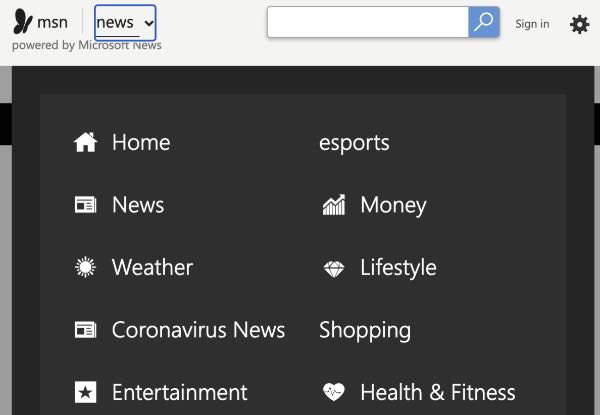 msn news
Sign in
powered by Microsoft News
Home
esports
News
Money
Weather
Lifestyle
Coronavirus News
Shopping
Entertainment
Health & Fitness